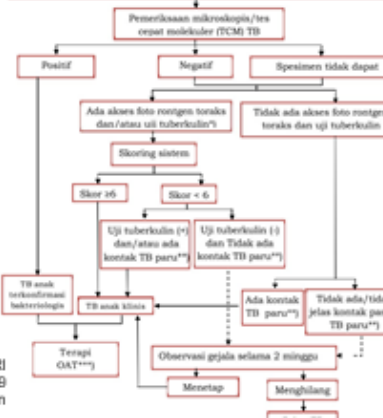 Pemeriksaan mikroskopis/tes
cepat molekuler (TCM) TB
Positif
Negatif
Spesimen tidak dapat
Ada akses foto rontgen toraks
dan/atau uji tuberkulin*)
Tidak ada akses foto rontgen
toraks dan uji tuberkulin
Skoring sistem
Skor ≥6
Skor < 6
Uji tuberkulin (+)
dan/atau ada
kontak TB paru**)
Uji tuberkulin (-)
dan Tidak ada
kontak TB paru**)
TB anak
terkonfirmasi
bakteriologis
TB anak klinis
Ada kontak
TB paru**)
Tidak ada/tidak
jelas kontak
TB paru**)
Terapi
OAT***)
Observasi gejala selama 2 minggu
Menetap
Menghilang